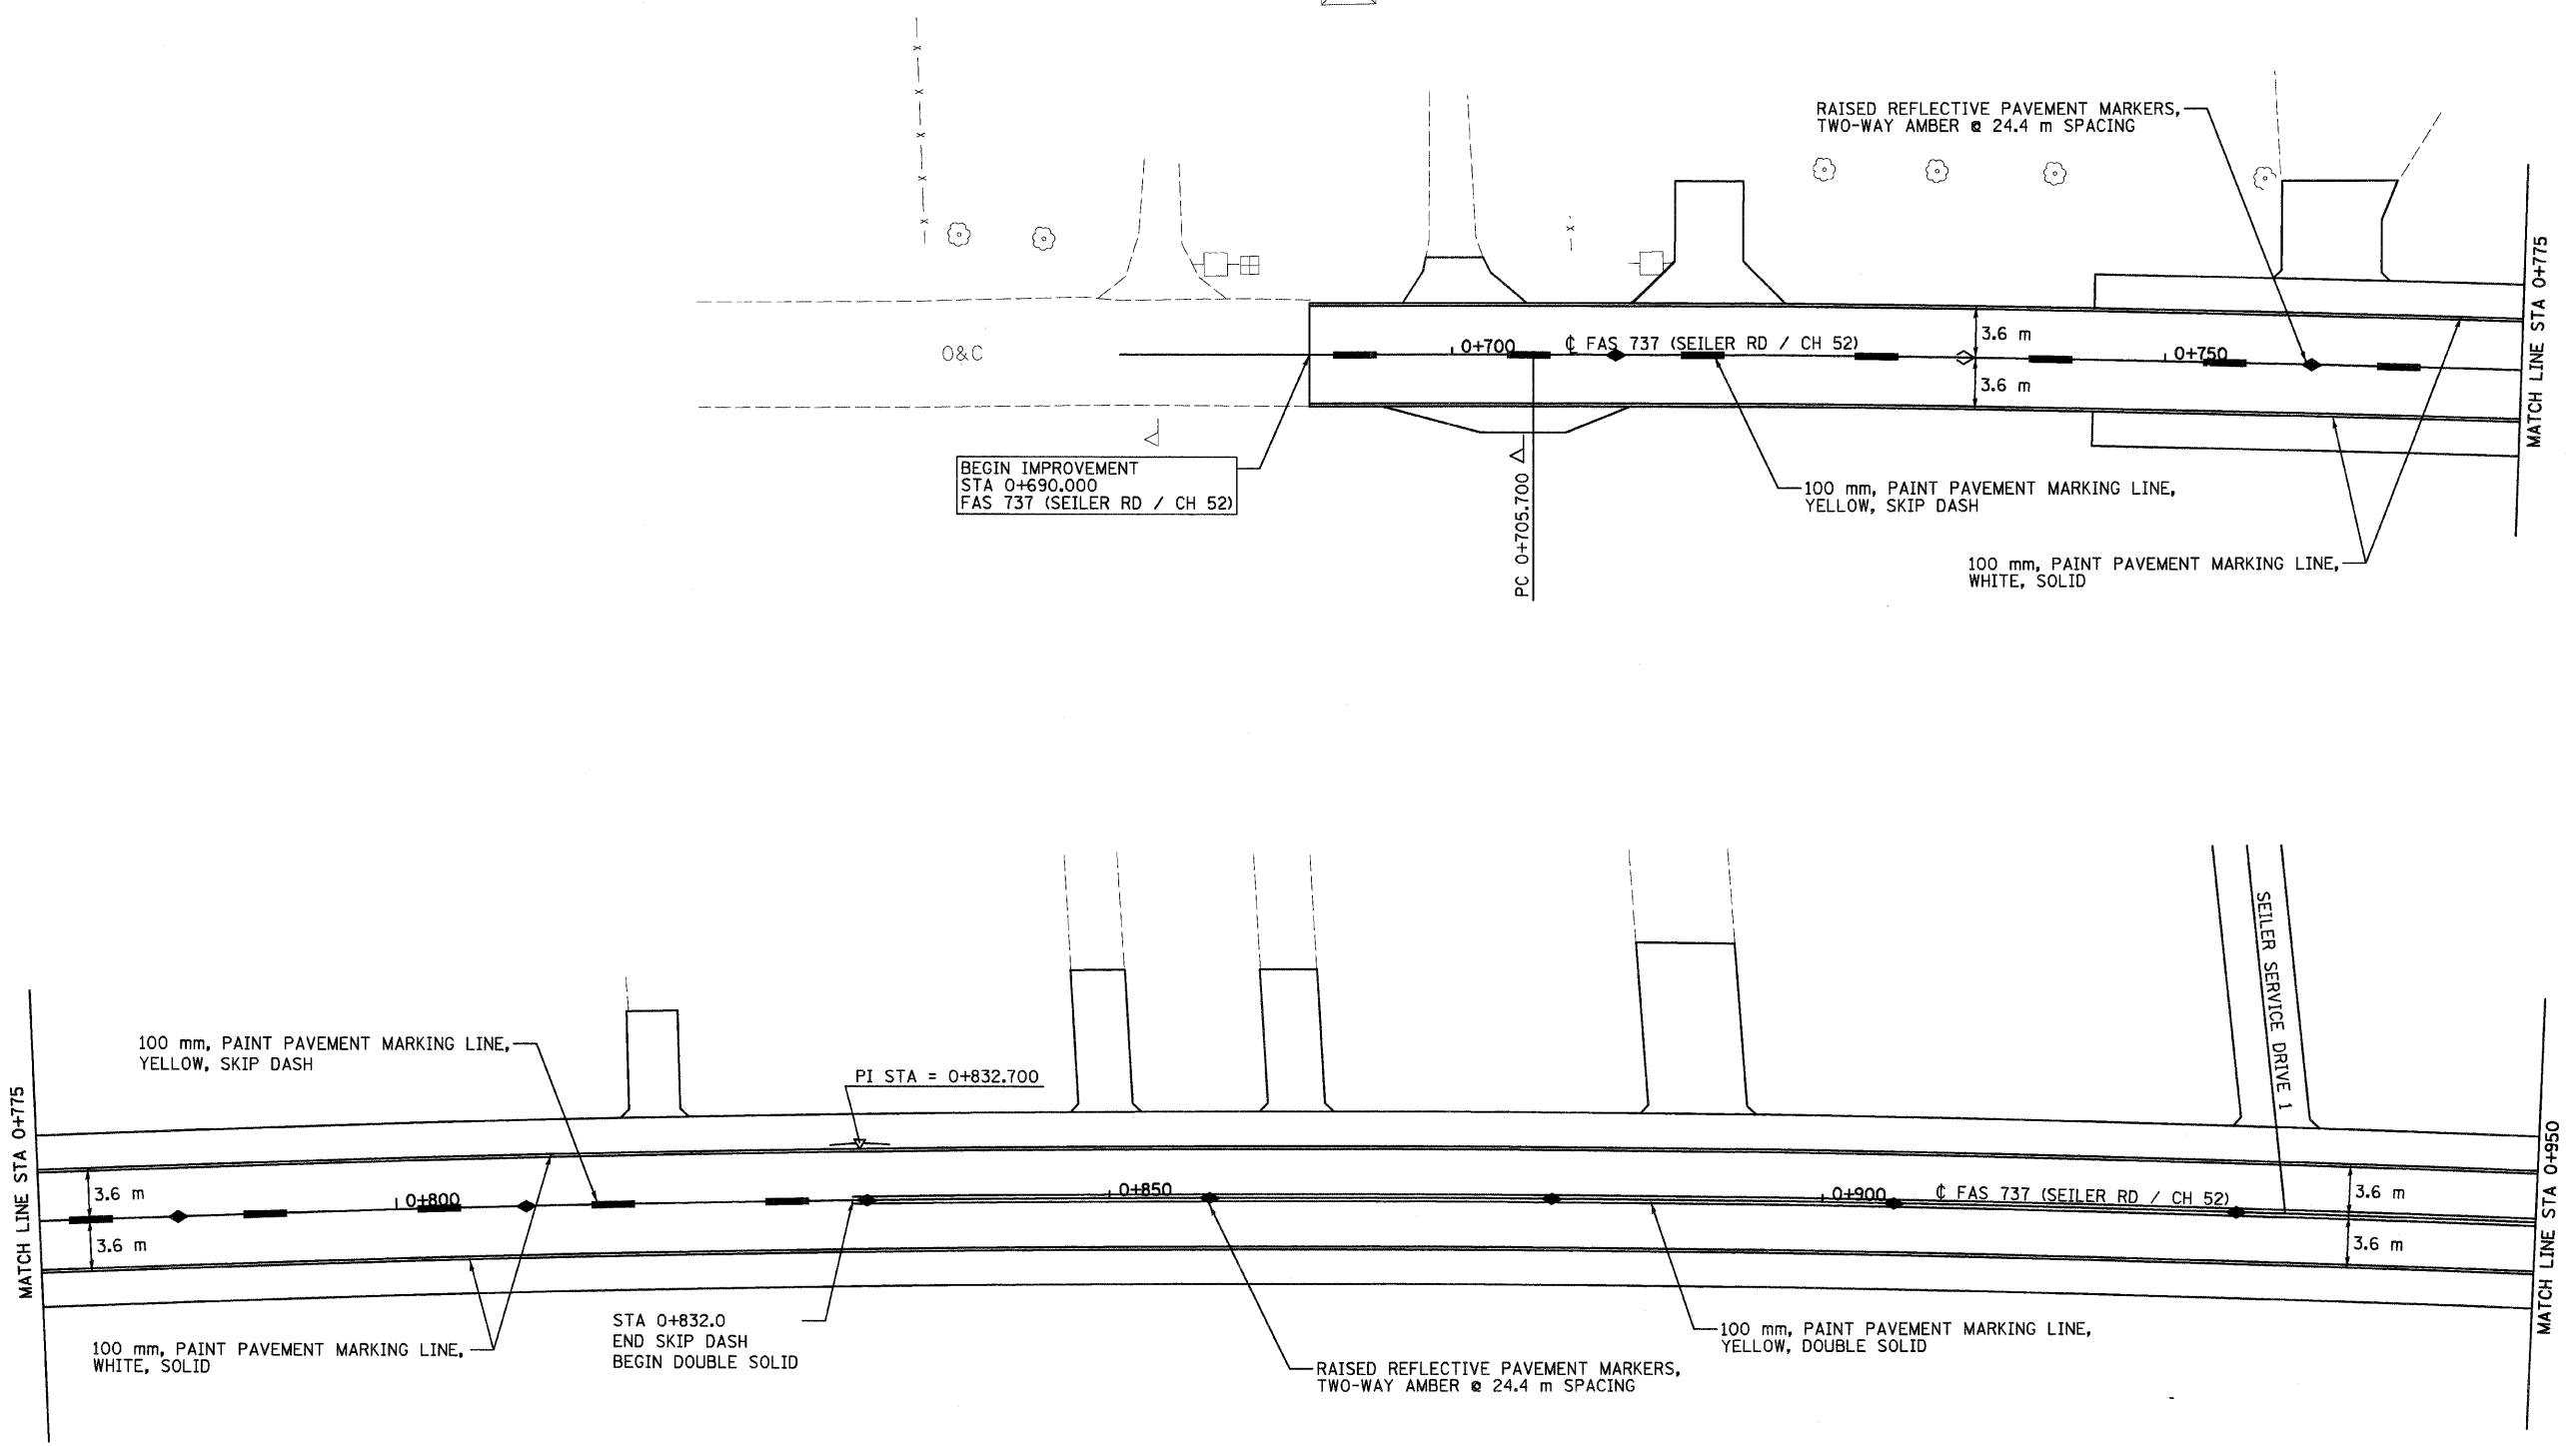 RAISED REFLECTIVE PAVEMENT MARKERS,
TWO-WAY AMBER @ 24.4 m SPACING
MATCH LINE STA 0+775
O&C
0+700
℄ FAS 737 (SEILER RD / CH 52)
3.6 m
0+750
3.6 m
BEGIN IMPROVEMENT
STA 0+690.000
FAS 737 (SEILER RD / CH 52)
PC 0+705.700
100 mm, PAINT PAVEMENT MARKING LINE,
YELLOW, SKIP DASH
100 mm, PAINT PAVEMENT MARKING LINE,
WHITE, SOLID
MATCH LINE STA 0+775
100 mm, PAINT PAVEMENT MARKING LINE,
YELLOW, SKIP DASH
PI STA = 0+832.700
SEILER SERVICE DRIVE 1
3.6 m
0+800
0+850
0+900
℄ FAS 737 (SEILER RD / CH 52)
3.6 m
3.6 m
3.6 m
MATCH LINE STA 0+950
100 mm, PAINT PAVEMENT MARKING LINE,
WHITE, SOLID
STA 0+832.0
END SKIP DASH
BEGIN DOUBLE SOLID
RAISED REFLECTIVE PAVEMENT MARKERS,
TWO-WAY AMBER @ 24.4 m SPACING
100 mm, PAINT PAVEMENT MARKING LINE,
YELLOW, DOUBLE SOLID